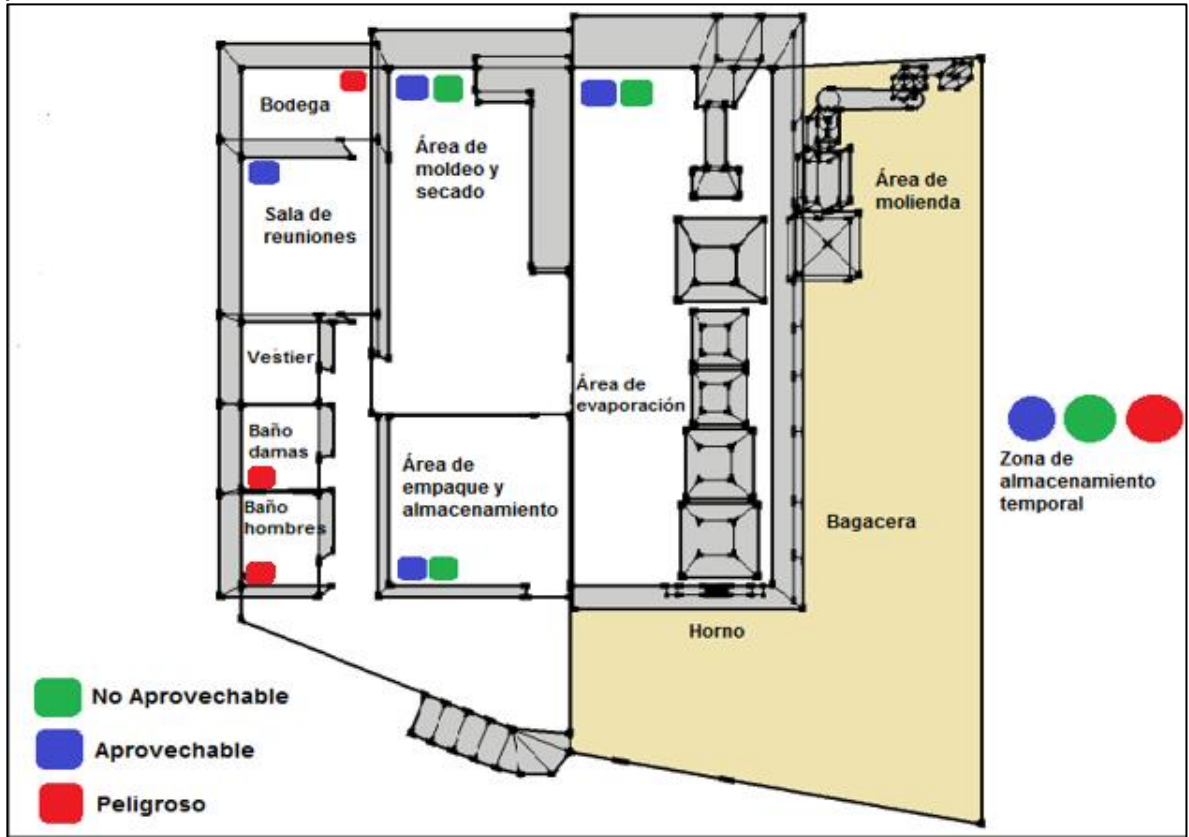 Bodega
Sala de
reuniones
Vestier
Baño
damas
Baño
hombres
Área de
moldeo y
secado
Área de
empaque y
almacenamiento
Área de
evaporación
Horno
Área de
molienda
Bagacera
Zona de
almacenamiento
temporal
No Aprovechable
Aprovechable
Peligroso